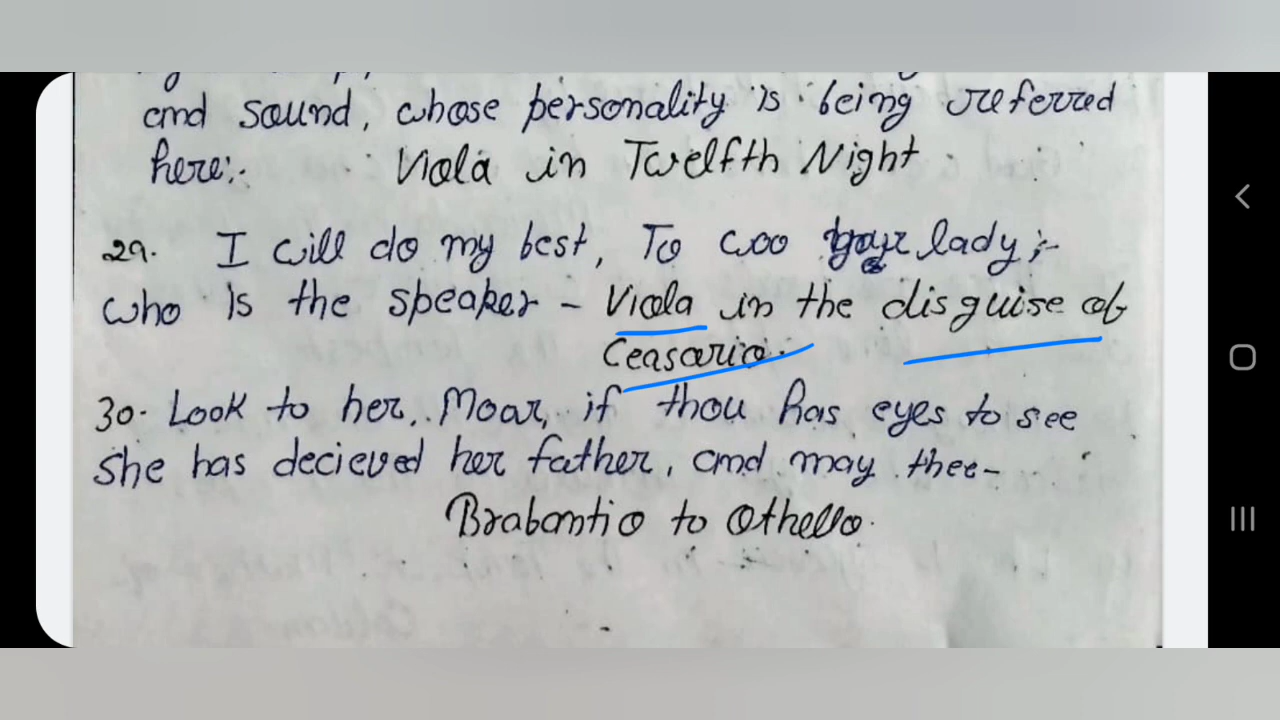 and sound, whose personality is being referred
here:- Viola in Twelfth Night
29. I will do my best, To woo your lady;-
who is the speaker - Viola in the disguise of
Ceasario.
30. Look to her, Moar, if thou has eyes to see
she has decieved her father, and may thee-
Brabantio to Othello.